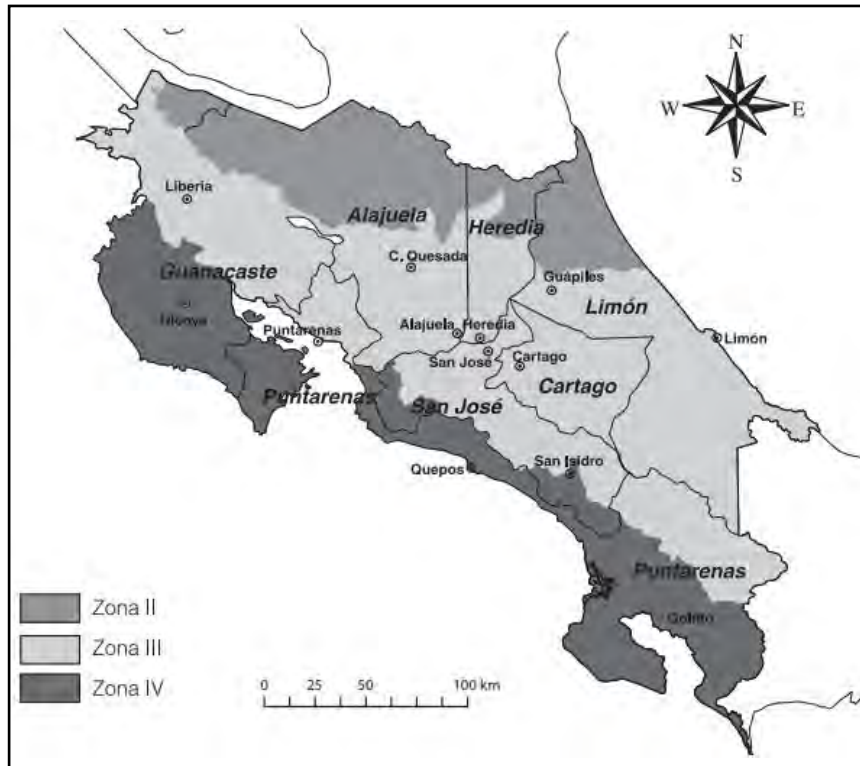 N
W E
S
Liberia
Alajuela
Heredia
C. Quesada
Guanacaste
Guápiles
Limón
Nicoya
Puntarenas
Alajuela Heredia
Limón
San José
Cartago
Cartago
Puntarenas
San José
San Isidro
Quepos
Puntarenas
Golfito
Zona II
Zona III
Zona IV
0 25 50 100 km